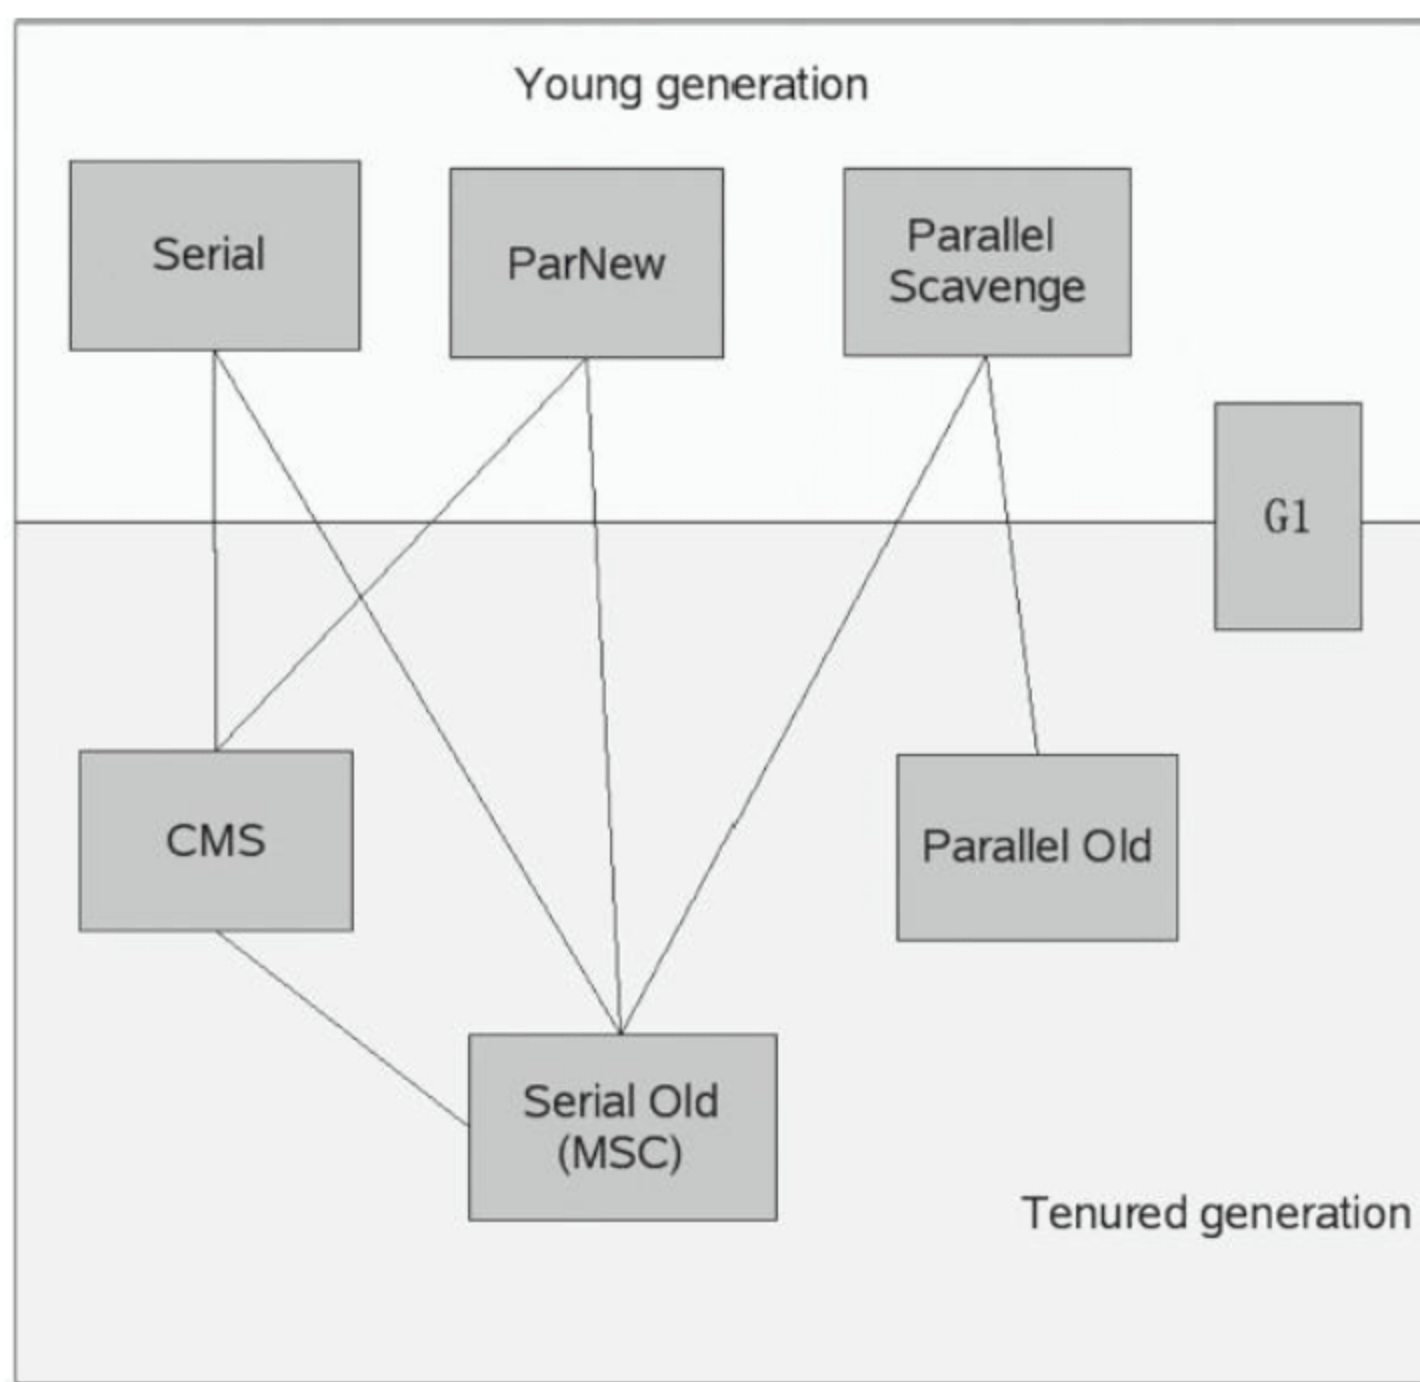 Young generation
Serial
ParNew
Parallel
Scavenge
G1
CMS
Parallel Old
Serial Old
(MSC)
Tenured generation